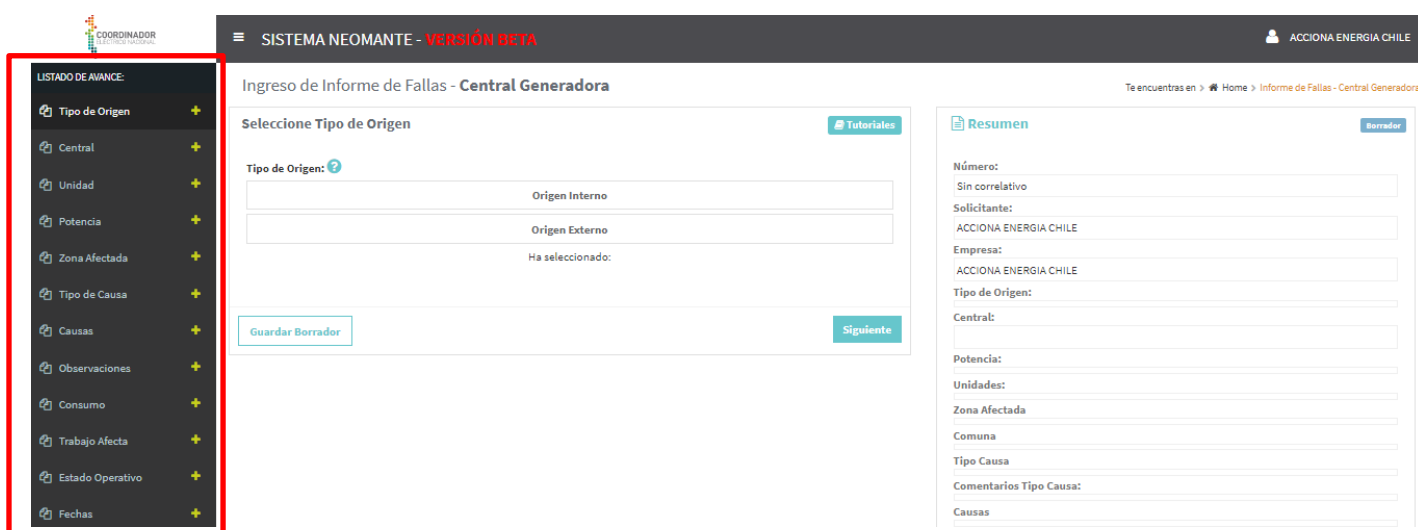 COORDINADOR
ELÉCTRICO NACIONAL
SISTEMA NEOMANTE - VERSIÓN BETA
ACCIONA ENERGIA CHILE
LISTADO DE AVANCE:
Tipo de Origen
Central
Unidad
Potencia
Zona Afectada
Tipo de Causa
Causas
Observaciones
Consumo
Trabajo Afecta
Estado Operativo
Fechas
Ingreso de Informe de Fallas - Central Generadora
Te encuentras en > Home > Informe de Fallas - Central Generadora
Seleccione Tipo de Origen
Tutoriales
Tipo de Origen:
Origen Interno
Origen Externo
Ha seleccionado:
Guardar Borrador
Siguiente
Resumen
Borrador
Número:
Sin correlativo
Solicitante:
ACCIONA ENERGIA CHILE
Empresa:
ACCIONA ENERGIA CHILE
Tipo de Origen:
Central:
Potencia:
Unidades:
Zona Afectada
Comuna
Tipo Causa
Comentarios Tipo Causa:
Causas